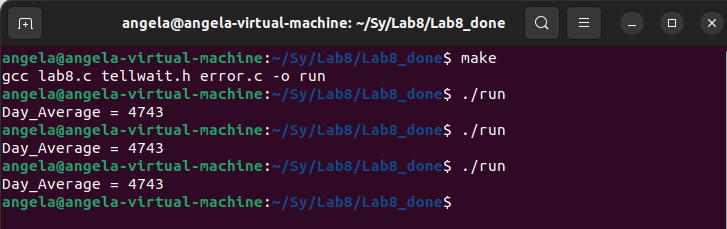 angela@angela-virtual-machine: ~/Sy/Lab8/Lab8_done
angela@angela-virtual-machine:~/Sy/Lab8/Lab8_done$ make
gcc lab8.c tellwait.h error.c -o run
angela@angela-virtual-machine:~/Sy/Lab8/Lab8_done$ ./run
Day_Average = 4743
angela@angela-virtual-machine:~/Sy/Lab8/Lab8_done$ ./run
Day_Average = 4743
angela@angela-virtual-machine:~/Sy/Lab8/Lab8_done$ ./run
Day_Average = 4743
angela@angela-virtual-machine:~/Sy/Lab8/Lab8_done$